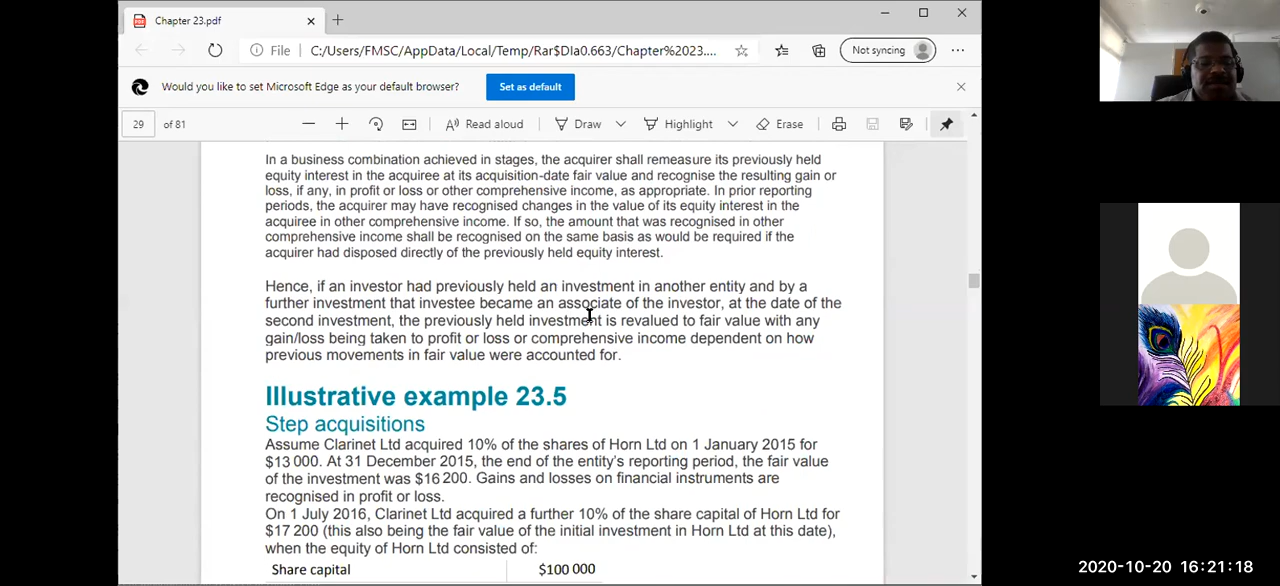 Chapter 23.pdf
File
C:/Users/FMSC/AppData/Local/Temp/Rar$DIa0.663/Chapter%2023....
Not syncing
Would you like to set Microsoft Edge as your default browser?
Set as default
29 of 81
Read aloud
Draw
Highlight
Erase
In a business combination achieved in stages, the acquirer shall remeasure its previously held
equity interest in the acquiree at its acquisition-date fair value and recognise the resulting gain or
loss, if any, in profit or loss or other comprehensive income, as appropriate. In prior reporting
periods, the acquirer may have recognised changes in the value of its equity interest in the
acquiree in other comprehensive income. If so, the amount that was recognised in other
comprehensive income shall be recognised on the same basis as would be required if the
acquirer had disposed directly of the previously held equity interest.
Hence, if an investor had previously held an investment in another entity and by a
further investment that investee became an associate of the investor, at the date of the
second investment, the previously held investment is revalued to fair value with any
gain/loss being taken to profit or loss or comprehensive income dependent on how
previous movements in fair value were accounted for.
Illustrative example 23.5
Step acquisitions
Assume Clarinet Ltd acquired 10% of the shares of Horn Ltd on 1 January 2015 for
$13 000. At 31 December 2015, the end of the entity's reporting period, the fair value
of the investment was $16 200. Gains and losses on financial instruments are
recognised in profit or loss.
On 1 July 2016, Clarinet Ltd acquired a further 10% of the share capital of Horn Ltd for
$17 200 (this also being the fair value of the initial investment in Horn Ltd at this date),
when the equity of Horn Ltd consisted of:
Share capital $100 000
2020-10-20 16:21:18